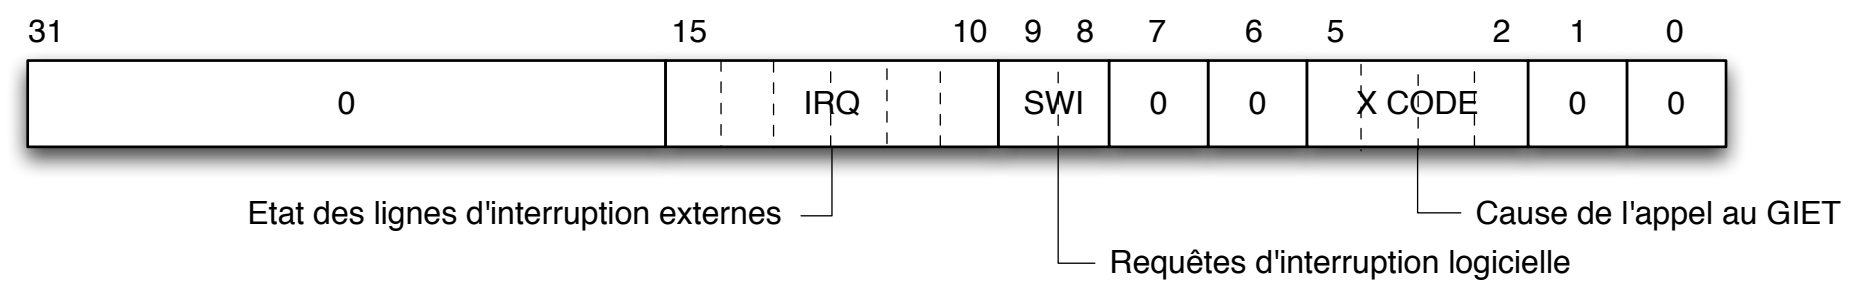 31 15 10 9 8 7 6 5 2 1 0
0 IRQ SWI 0 0 X CODE 0 0
Etat des lignes d'interruption externes
Cause de l'appel au GIET
Requêtes d'interruption logicielle